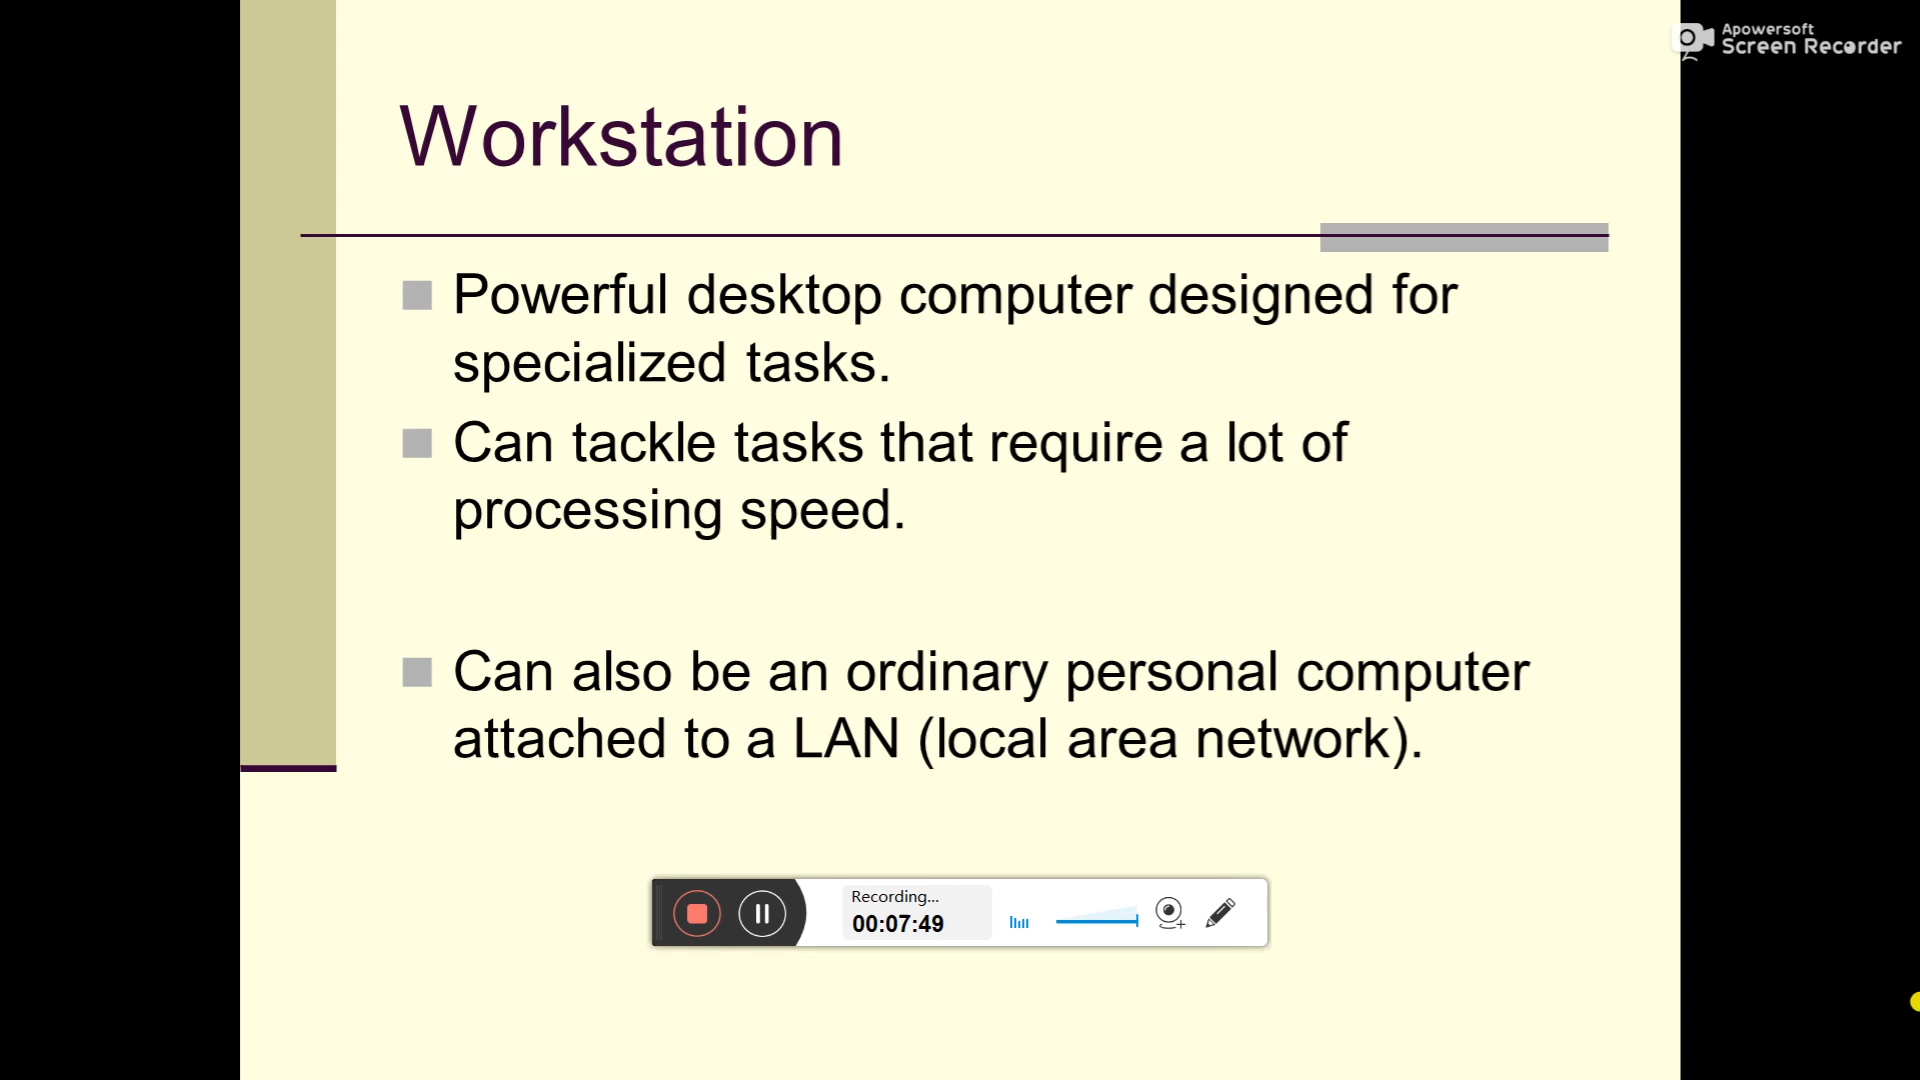 Apowersoft
Screen Recorder
Workstation
Powerful desktop computer designed for
specialized tasks.
Can tackle tasks that require a lot of
processing speed.
Can also be an ordinary personal computer
attached to a LAN (local area network).
Recording...
00:07:49